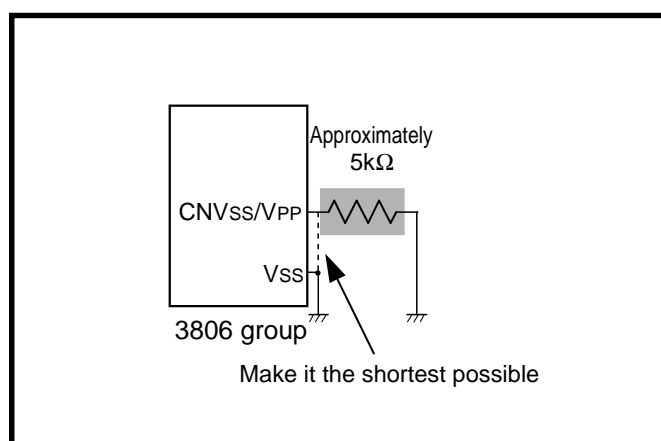 Approximately
5kΩ
CNVSS/VPP
VSS
3806 group
Make it the shortest possible